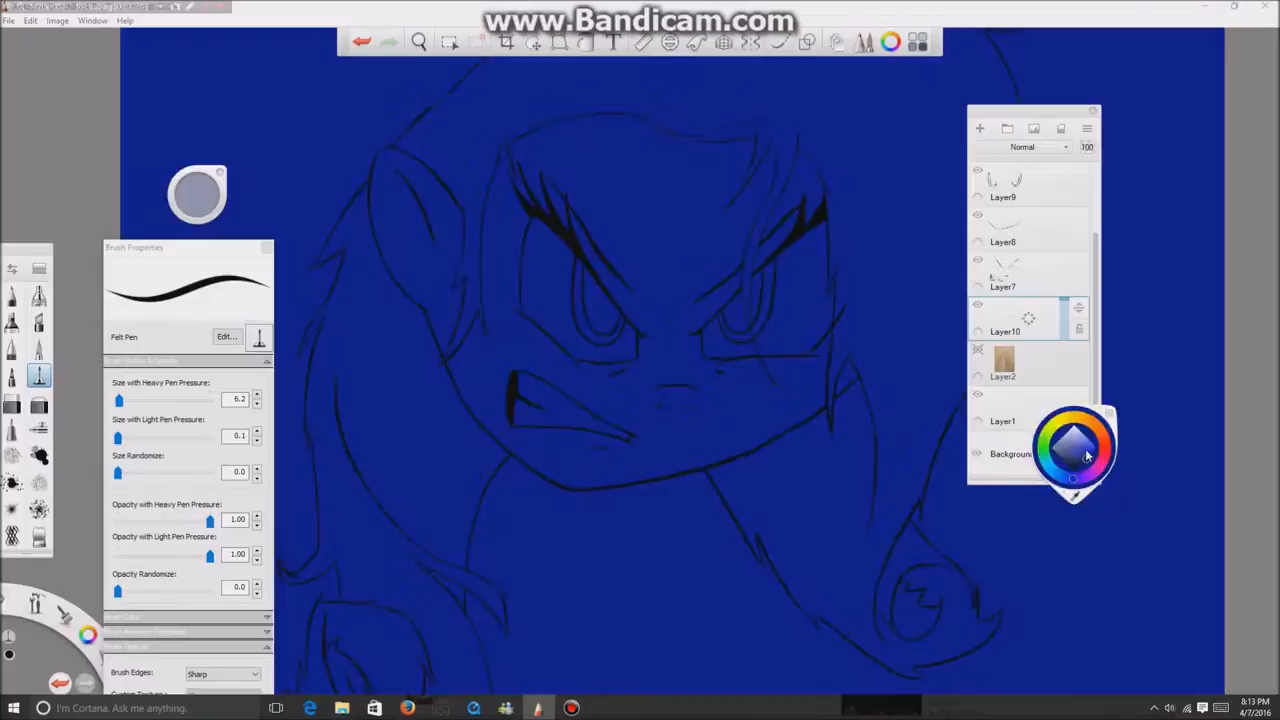 www.Bandicam.com
File Edit Image Window
Brush Properties
Felt Pen
Edit...
Size with Heavy Pen Pressure:
6.2
Size with Light Pen Pressure:
0.1
Size Randomize:
0.0
Opacity with Heavy Pen Pressure:
1.00
Opacity with Light Pen Pressure:
1.00
Opacity Randomize:
0.0
Brush Edges:
Sharp
Normal
100
Layer9
Layer8
Layer7
Layer10
Layer2
Layer1
I'm Cortana. Ask me anything.
8:13 PM
4/7/2016